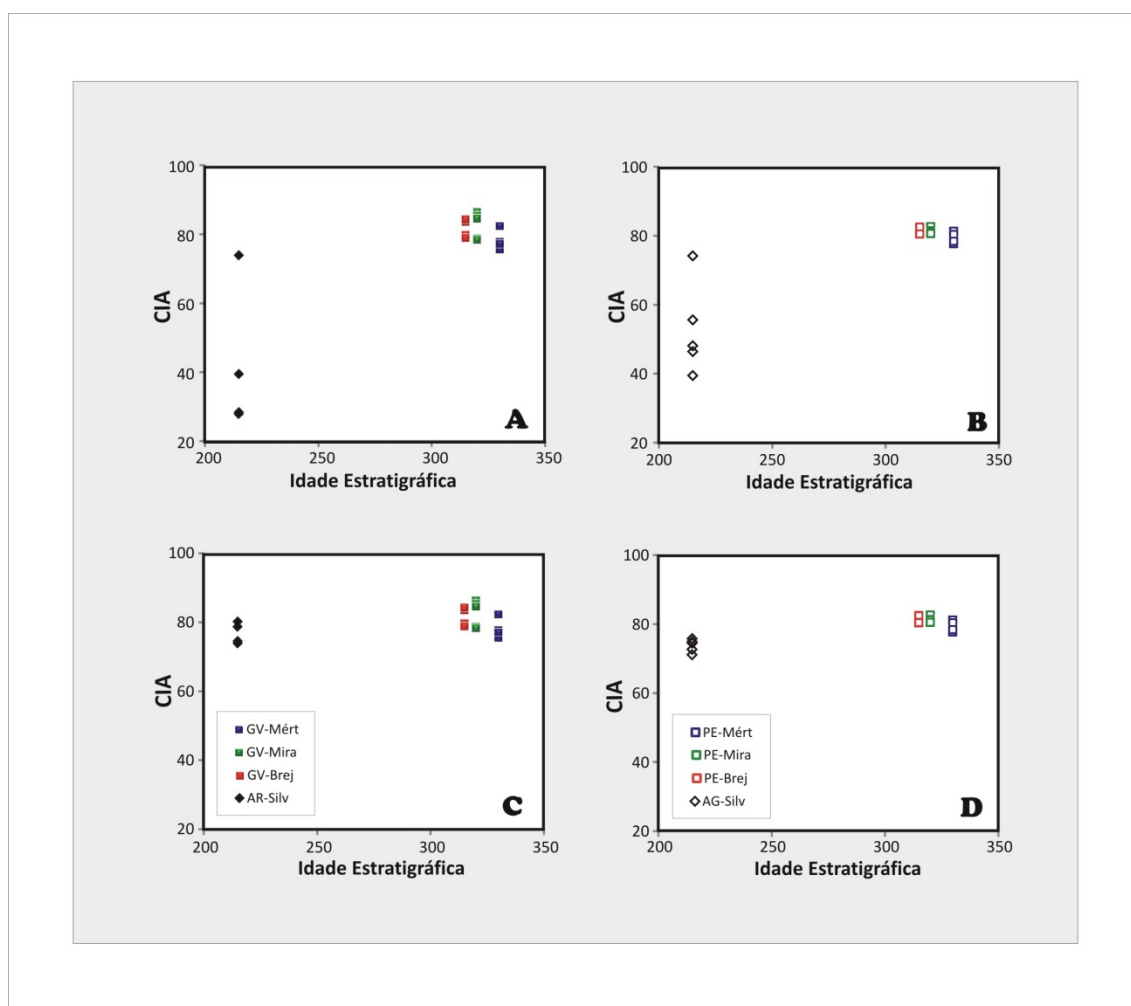 100
80
60
40
20
CIA
A
200
250
300
350
Idade Estratigráfica
100
80
60
40
20
CIA
B
200
250
300
350
Idade Estratigráfica
100
80
60
40
20
CIA
GV-Mért
GV-Mira
GV-Brej
AR-Silv
C
200
250
300
350
Idade Estratigráfica
100
80
60
40
20
CIA
PE-Mért
PE-Mira
PE-Brej
AG-Silv
D
200
250
300
350
Idade Estratigráfica